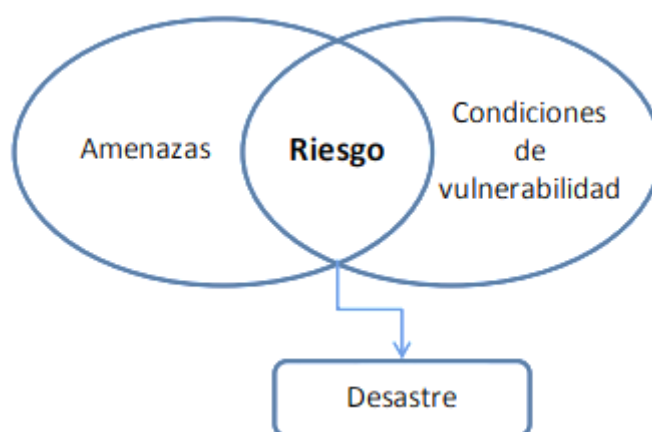 Amenazas
Riesgo
Condiciones
de
vulnerabilidad
Desastre